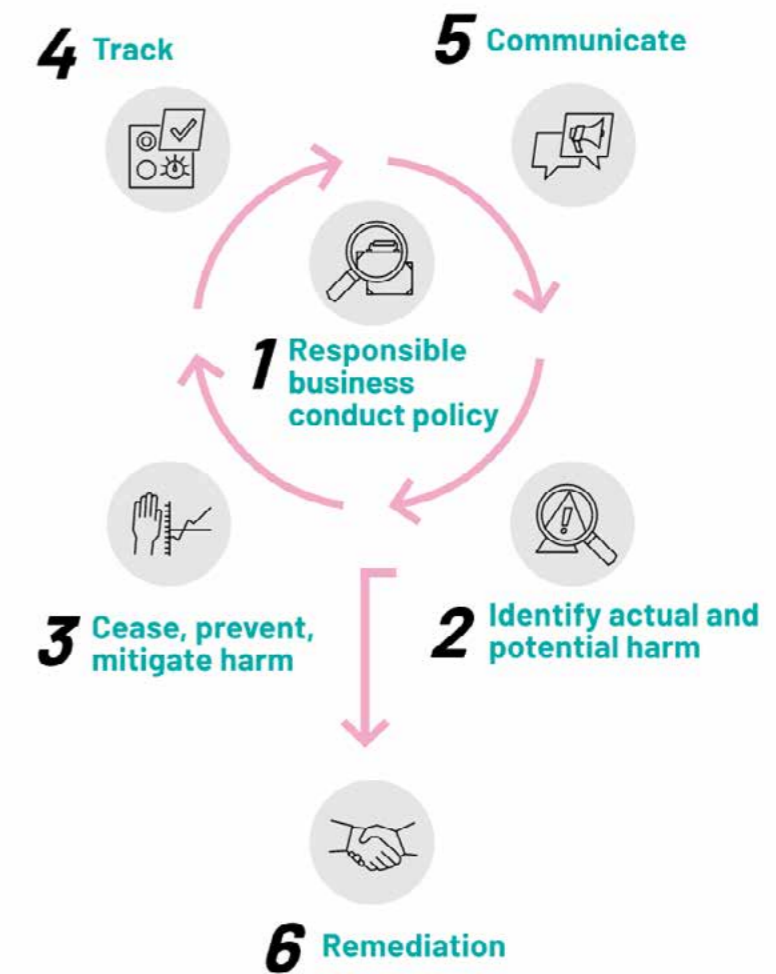 4 Track
5 Communicate
1 Responsible
business
conduct policy
3 Cease, prevent,
mitigate harm
2 Identify actual and
potential harm
6 Remediation